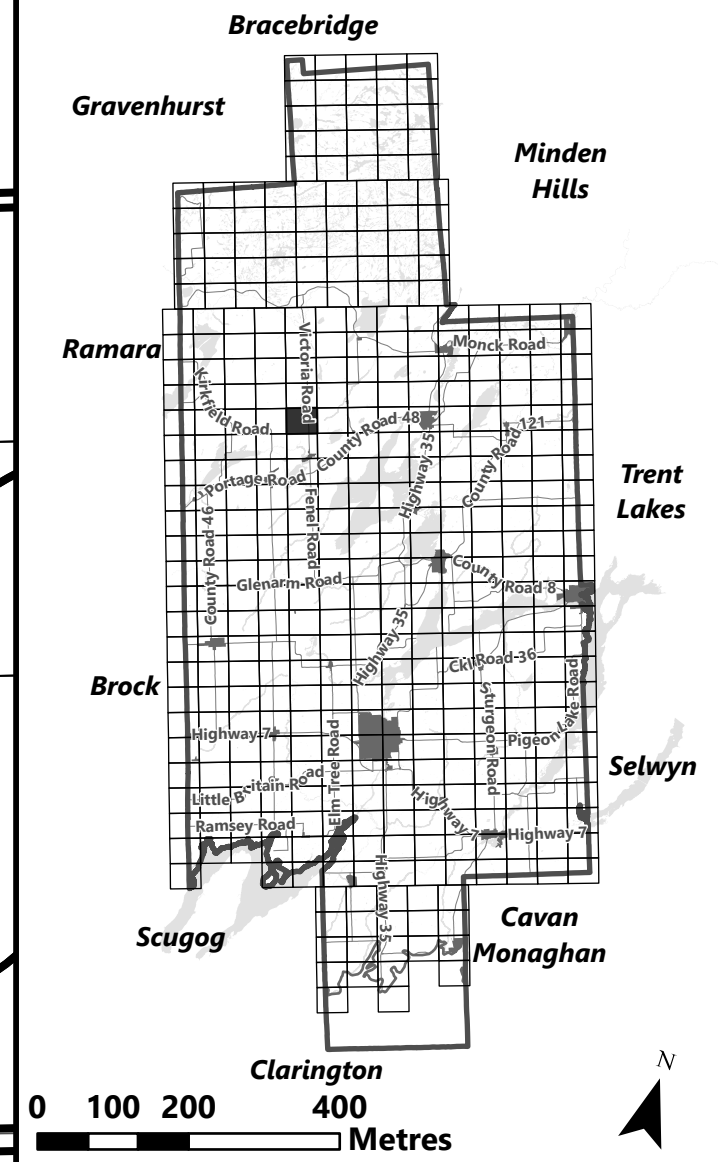 Bracebridge
Gravenhurst
Minden
Hills
Ramara
Victoria Road
Monck Road
Kirkfield Road
County Road 48
County Road 121
Highway 35
Portage Road
Trent
Lakes
Fenel Road
County Road 46
Glenarm Road
County Road 8
Highway 35
Ckl Road 36
Brock
Sturgeon Road
Pigeon Lake Road
Highway 7
Elm Tree Road
Selwyn
Little Britain Road
Ramsey Road
Highway 7
Highway 7
Highway 35
Scugog
Cavan
Monaghan
Clarington
N
0 100 200 400
Metres